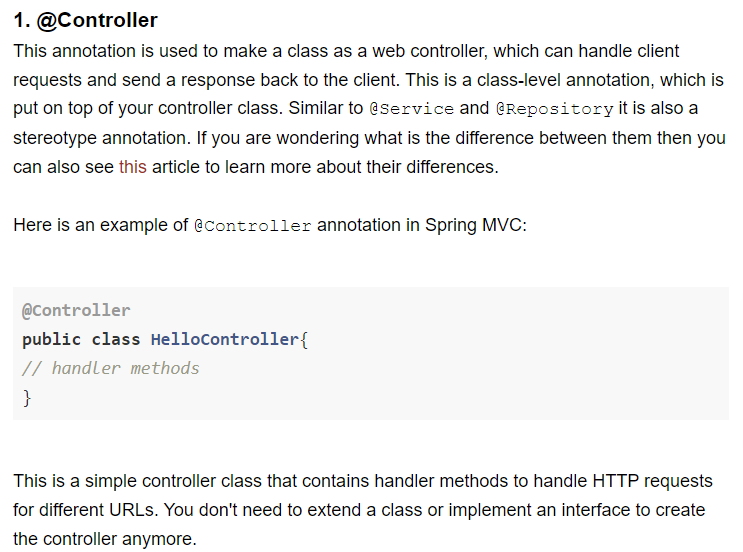 1. @Controller
This annotation is used to make a class as a web controller, which can handle client
requests and send a response back to the client. This is a class-level annotation, which is
put on top of your controller class. Similar to @Service and @Repository it is also a
stereotype annotation. If you are wondering what is the difference between them then you
can also see this article to learn more about their differences.
Here is an example of @Controller annotation in Spring MVC:
@Controller
public class HelloController{
// handler methods
}
This is a simple controller class that contains handler methods to handle HTTP requests
for different URLs. You don't need to extend a class or implement an interface to create
the controller anymore.